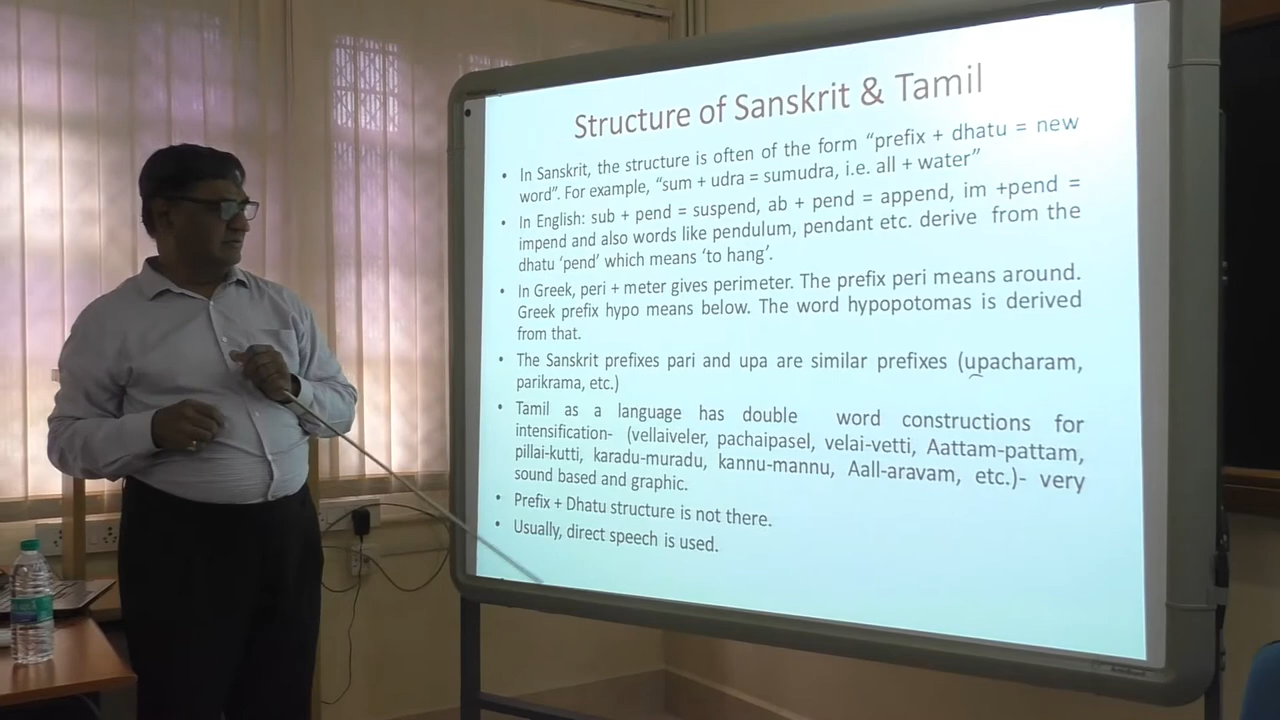 Structure of Sanskrit & Tamil
• In Sanskrit, the structure is often of the form “prefix + dhatu = new
word”. For example, “sum + udra = sumudra, i.e. all + water”
• In English: sub + pend = suspend, ab + pend = append, im +pend =
impend and also words like pendulum, pendant etc. derive from the
dhatu ‘pend’ which means ‘to hang’.
• In Greek, peri + meter gives perimeter. The prefix peri means around.
Greek prefix hypo means below. The word hypopotomas is derived
from that.
• The Sanskrit prefixes pari and upa are similar prefixes (upacharam,
parikrama, etc.)
• Tamil as a language has double word constructions for
intensification- (vellaiveler, pachaipasel, velai-vetti, Aattam-pattam,
pillai-kutti, karadu-muradu, kannu-mannu, Aall-aravam, etc.)- very
sound based and graphic.
• Prefix + Dhatu structure is not there.
• Usually, direct speech is used.